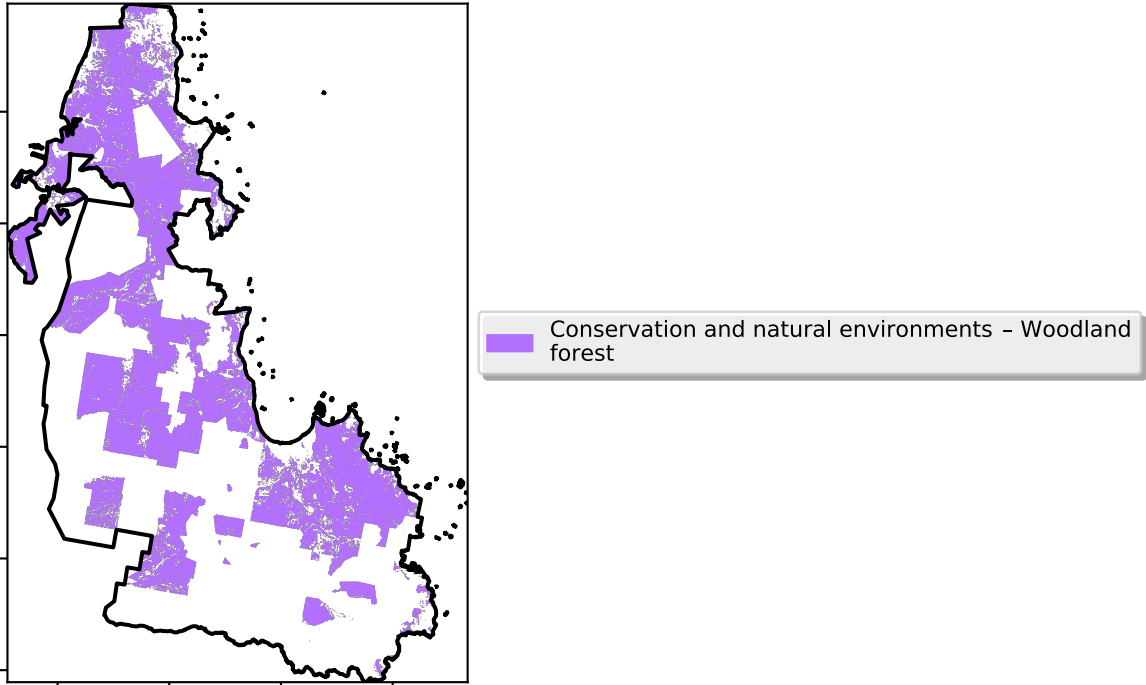 Conservation and natural environments – Woodland
forest